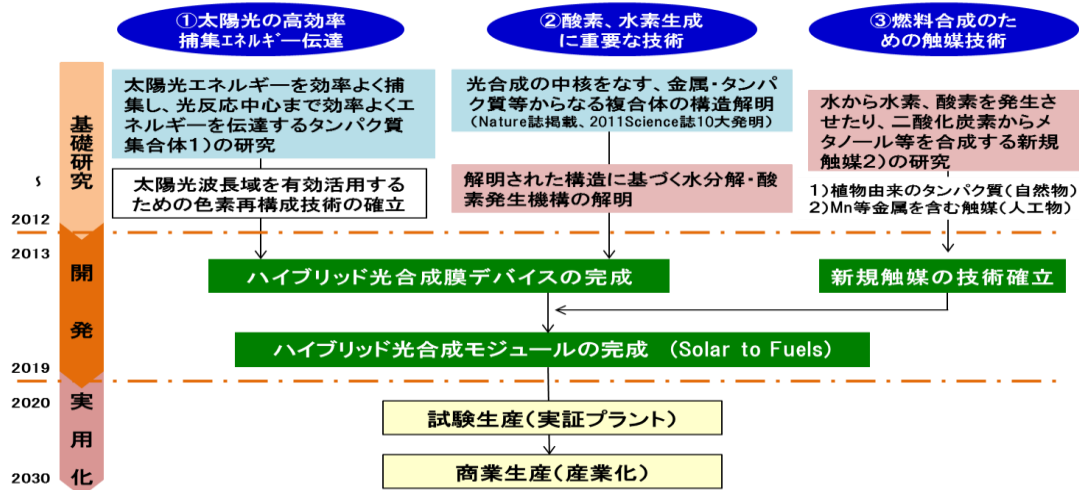 ①太陽光の高効率
捕集ｴﾈﾙｷﾞｰ伝達
②酸素、水素生成
に重要な技術
③燃料合成のた
めの触媒技術
基礎研究
～
2012
太陽光エネルギーを効率よく捕
集し、光反応中心まで効率よくエ
ネルギーを伝達するタンパク質
集合体1)の研究
太陽光波長域を有効活用する
ための色素再構成技術の確立
光合成の中核をなす、金属・タンパ
ク質等からなる複合体の構造解明
(Nature誌掲載、2011Science誌10大発明)
解明された構造に基づく水分解・酸
素発生機構の解明
水から水素、酸素を発生さ
せたり、二酸化炭素からメ
タノール等を合成する新規
触媒2)の研究
1)植物由来のタンパク質(自然物)
2)Mn等金属を含む触媒(人工物)
2013
開発
2019
ハイブリッド光合成膜デバイスの完成
新規触媒の技術確立
ハイブリッド光合成モジュールの完成 (Solar to Fuels)
2020
実用化
2030
試験生産(実証プラント)
商業生産(産業化)